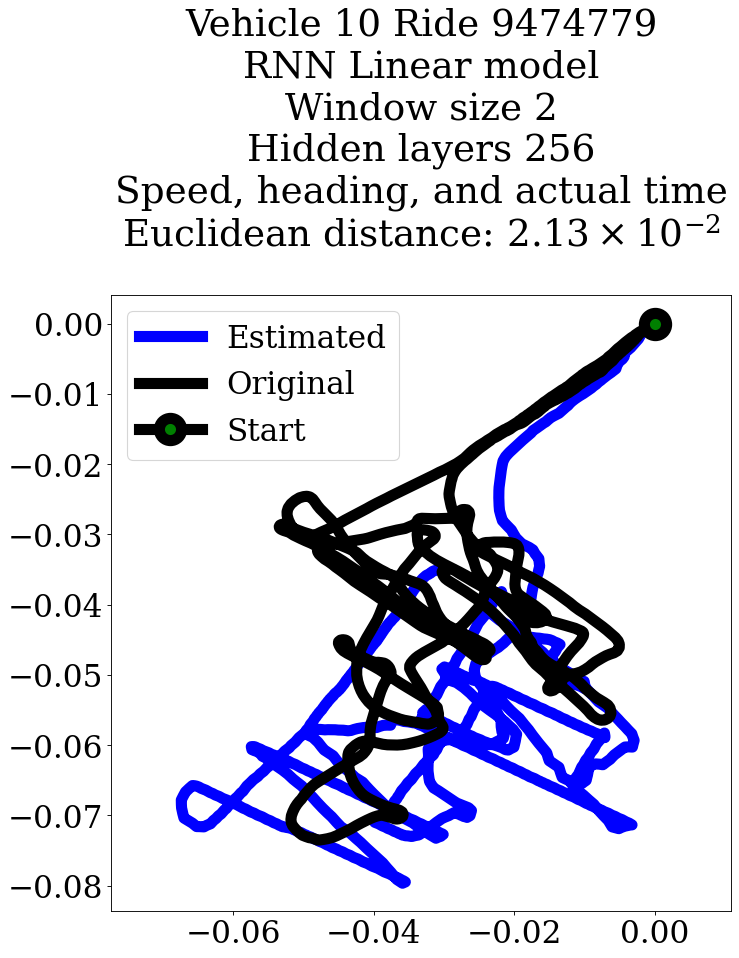 Vehicle 10 Ride 9474779
RNN Linear model
Window size 2
Hidden layers 256
Speed, heading, and actual time
Euclidean distance: 2.13 × 10⁻²
Estimated
Original
Start
0.00
−0.01
−0.02
−0.03
−0.04
−0.05
−0.06
−0.07
−0.08
−0.06 −0.04 −0.02 0.00